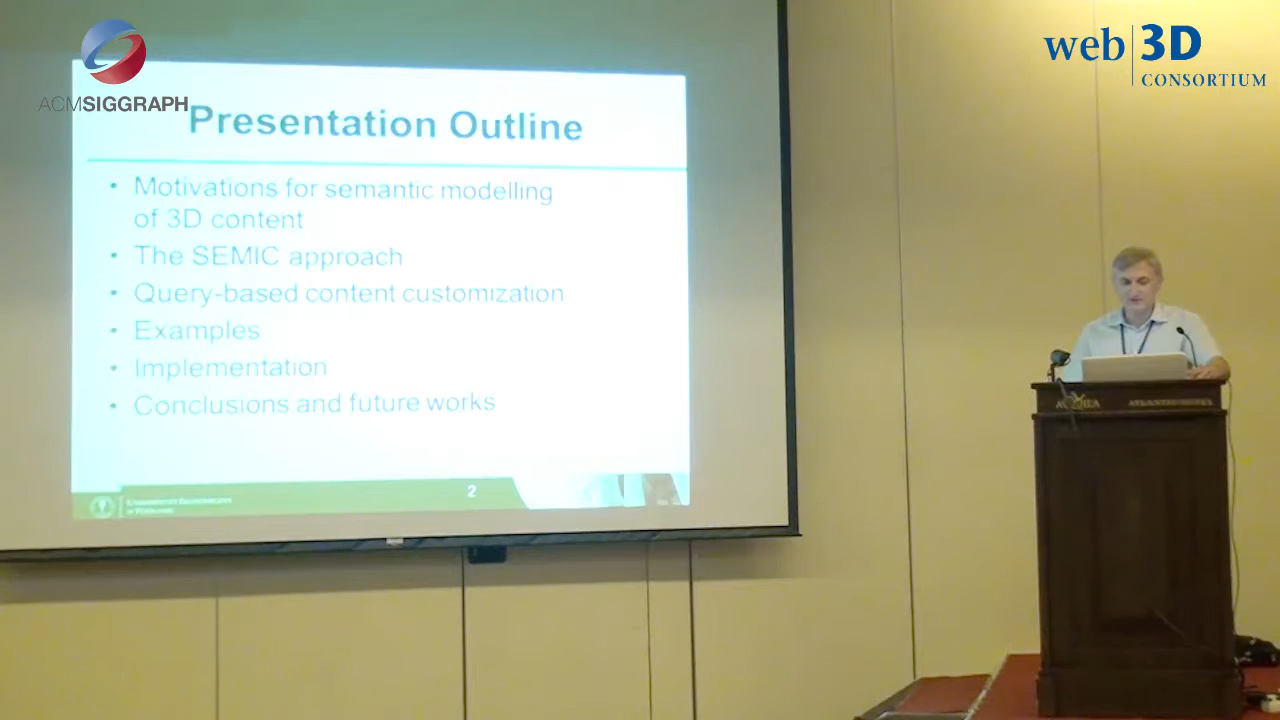 ACMSIGGRAPH
web 3D
CONSORTIUM
Presentation Outline
• Motivations for semantic modelling
of 3D content
• The SEMIC approach
• Query-based content customization
• Examples
• Implementation
• Conclusions and future works
2